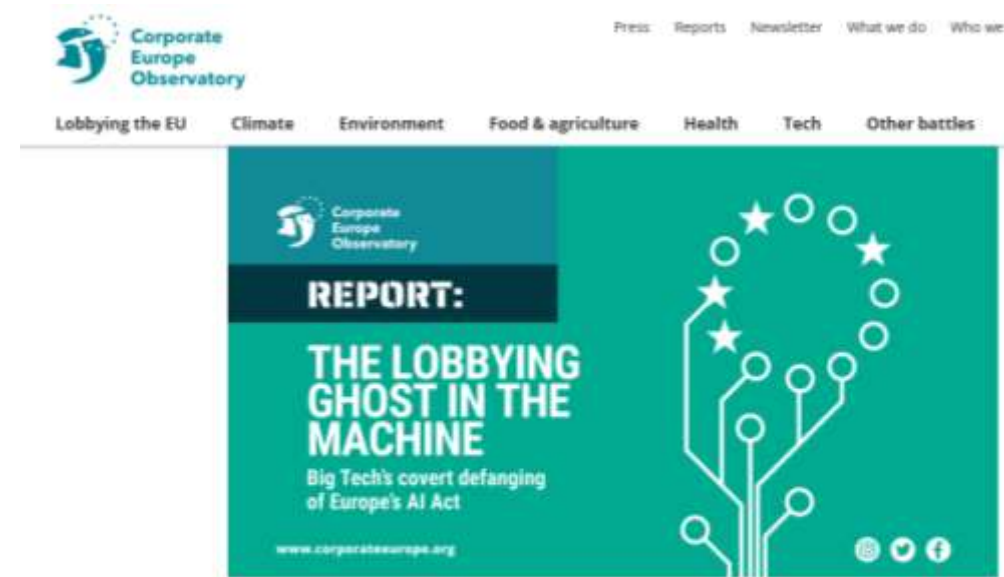 Corporate
Europe
Observatory
Press Reports Newsletter What we do Who we
Lobbying the EU Climate Environment Food & agriculture Health Tech Other battles
Corporate
Europe
Observatory
REPORT:
THE LOBBYING
GHOST IN THE
MACHINE
Big Tech's covert defanging
of Europe's AI Act
www.corporateeurope.org